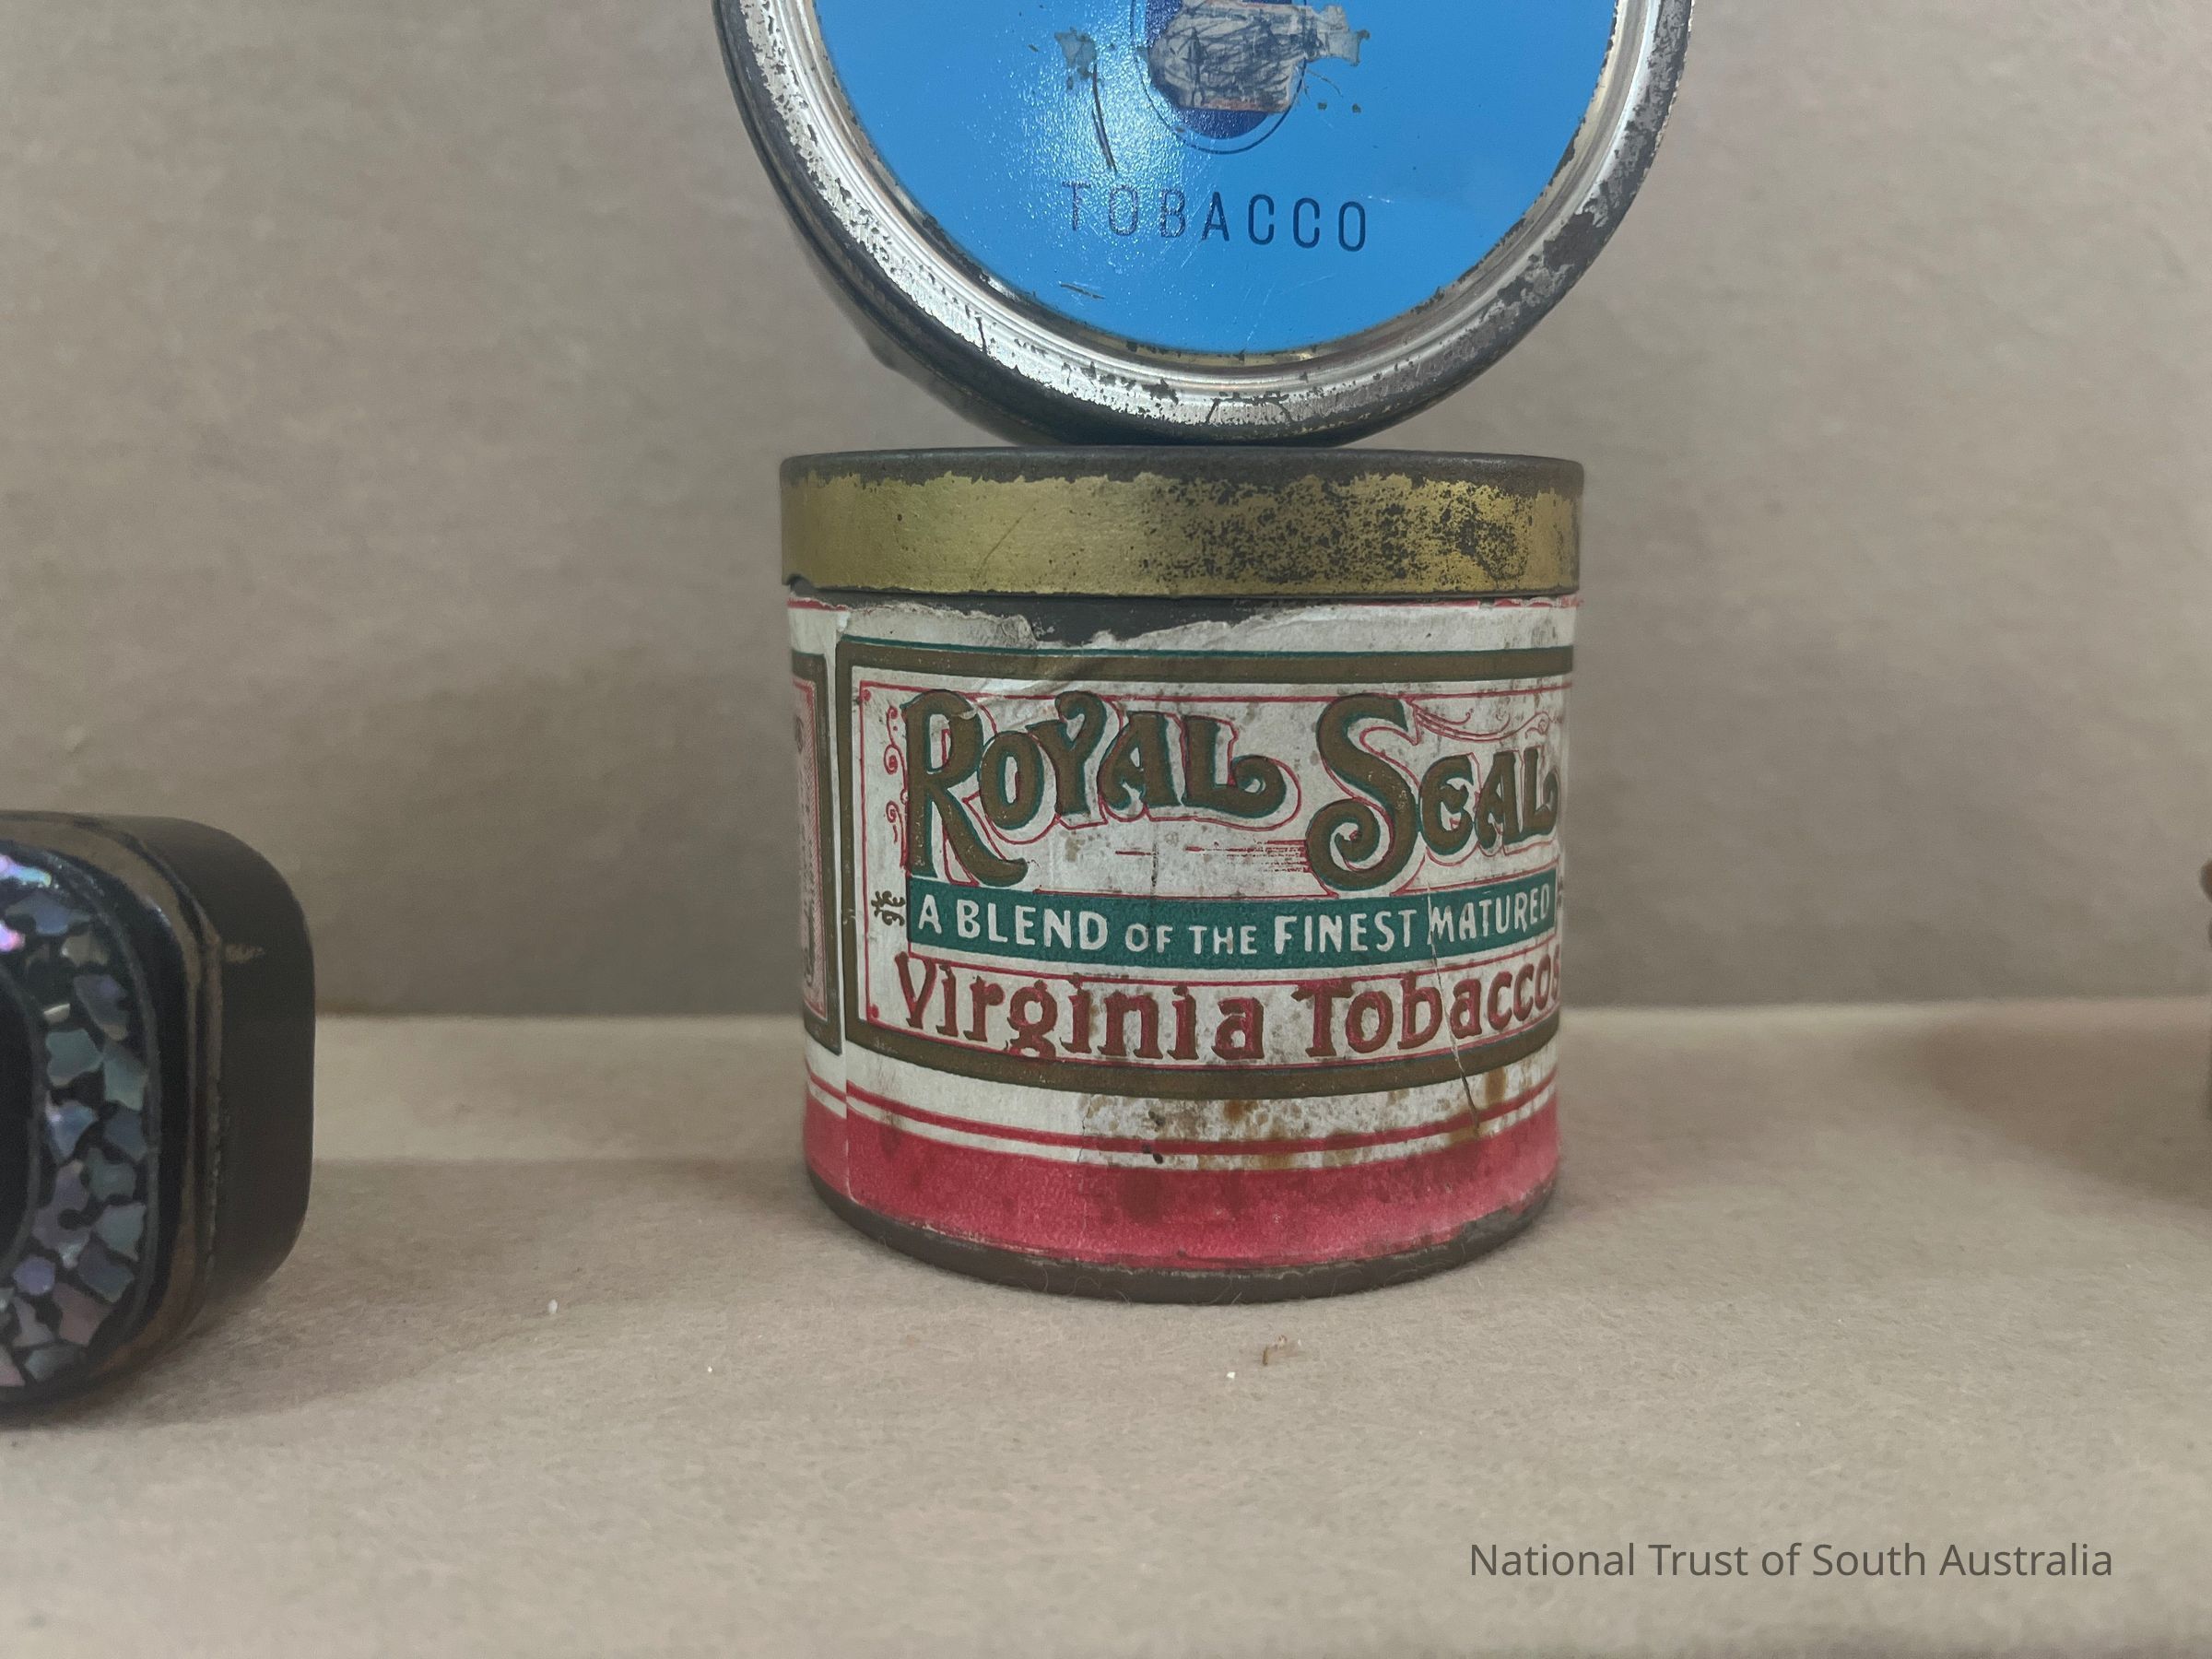 TOBACCO
ROYAL SEAL
A BLEND OF THE FINEST MATURED
Virginia Tobaccos
National Trust of South Australia